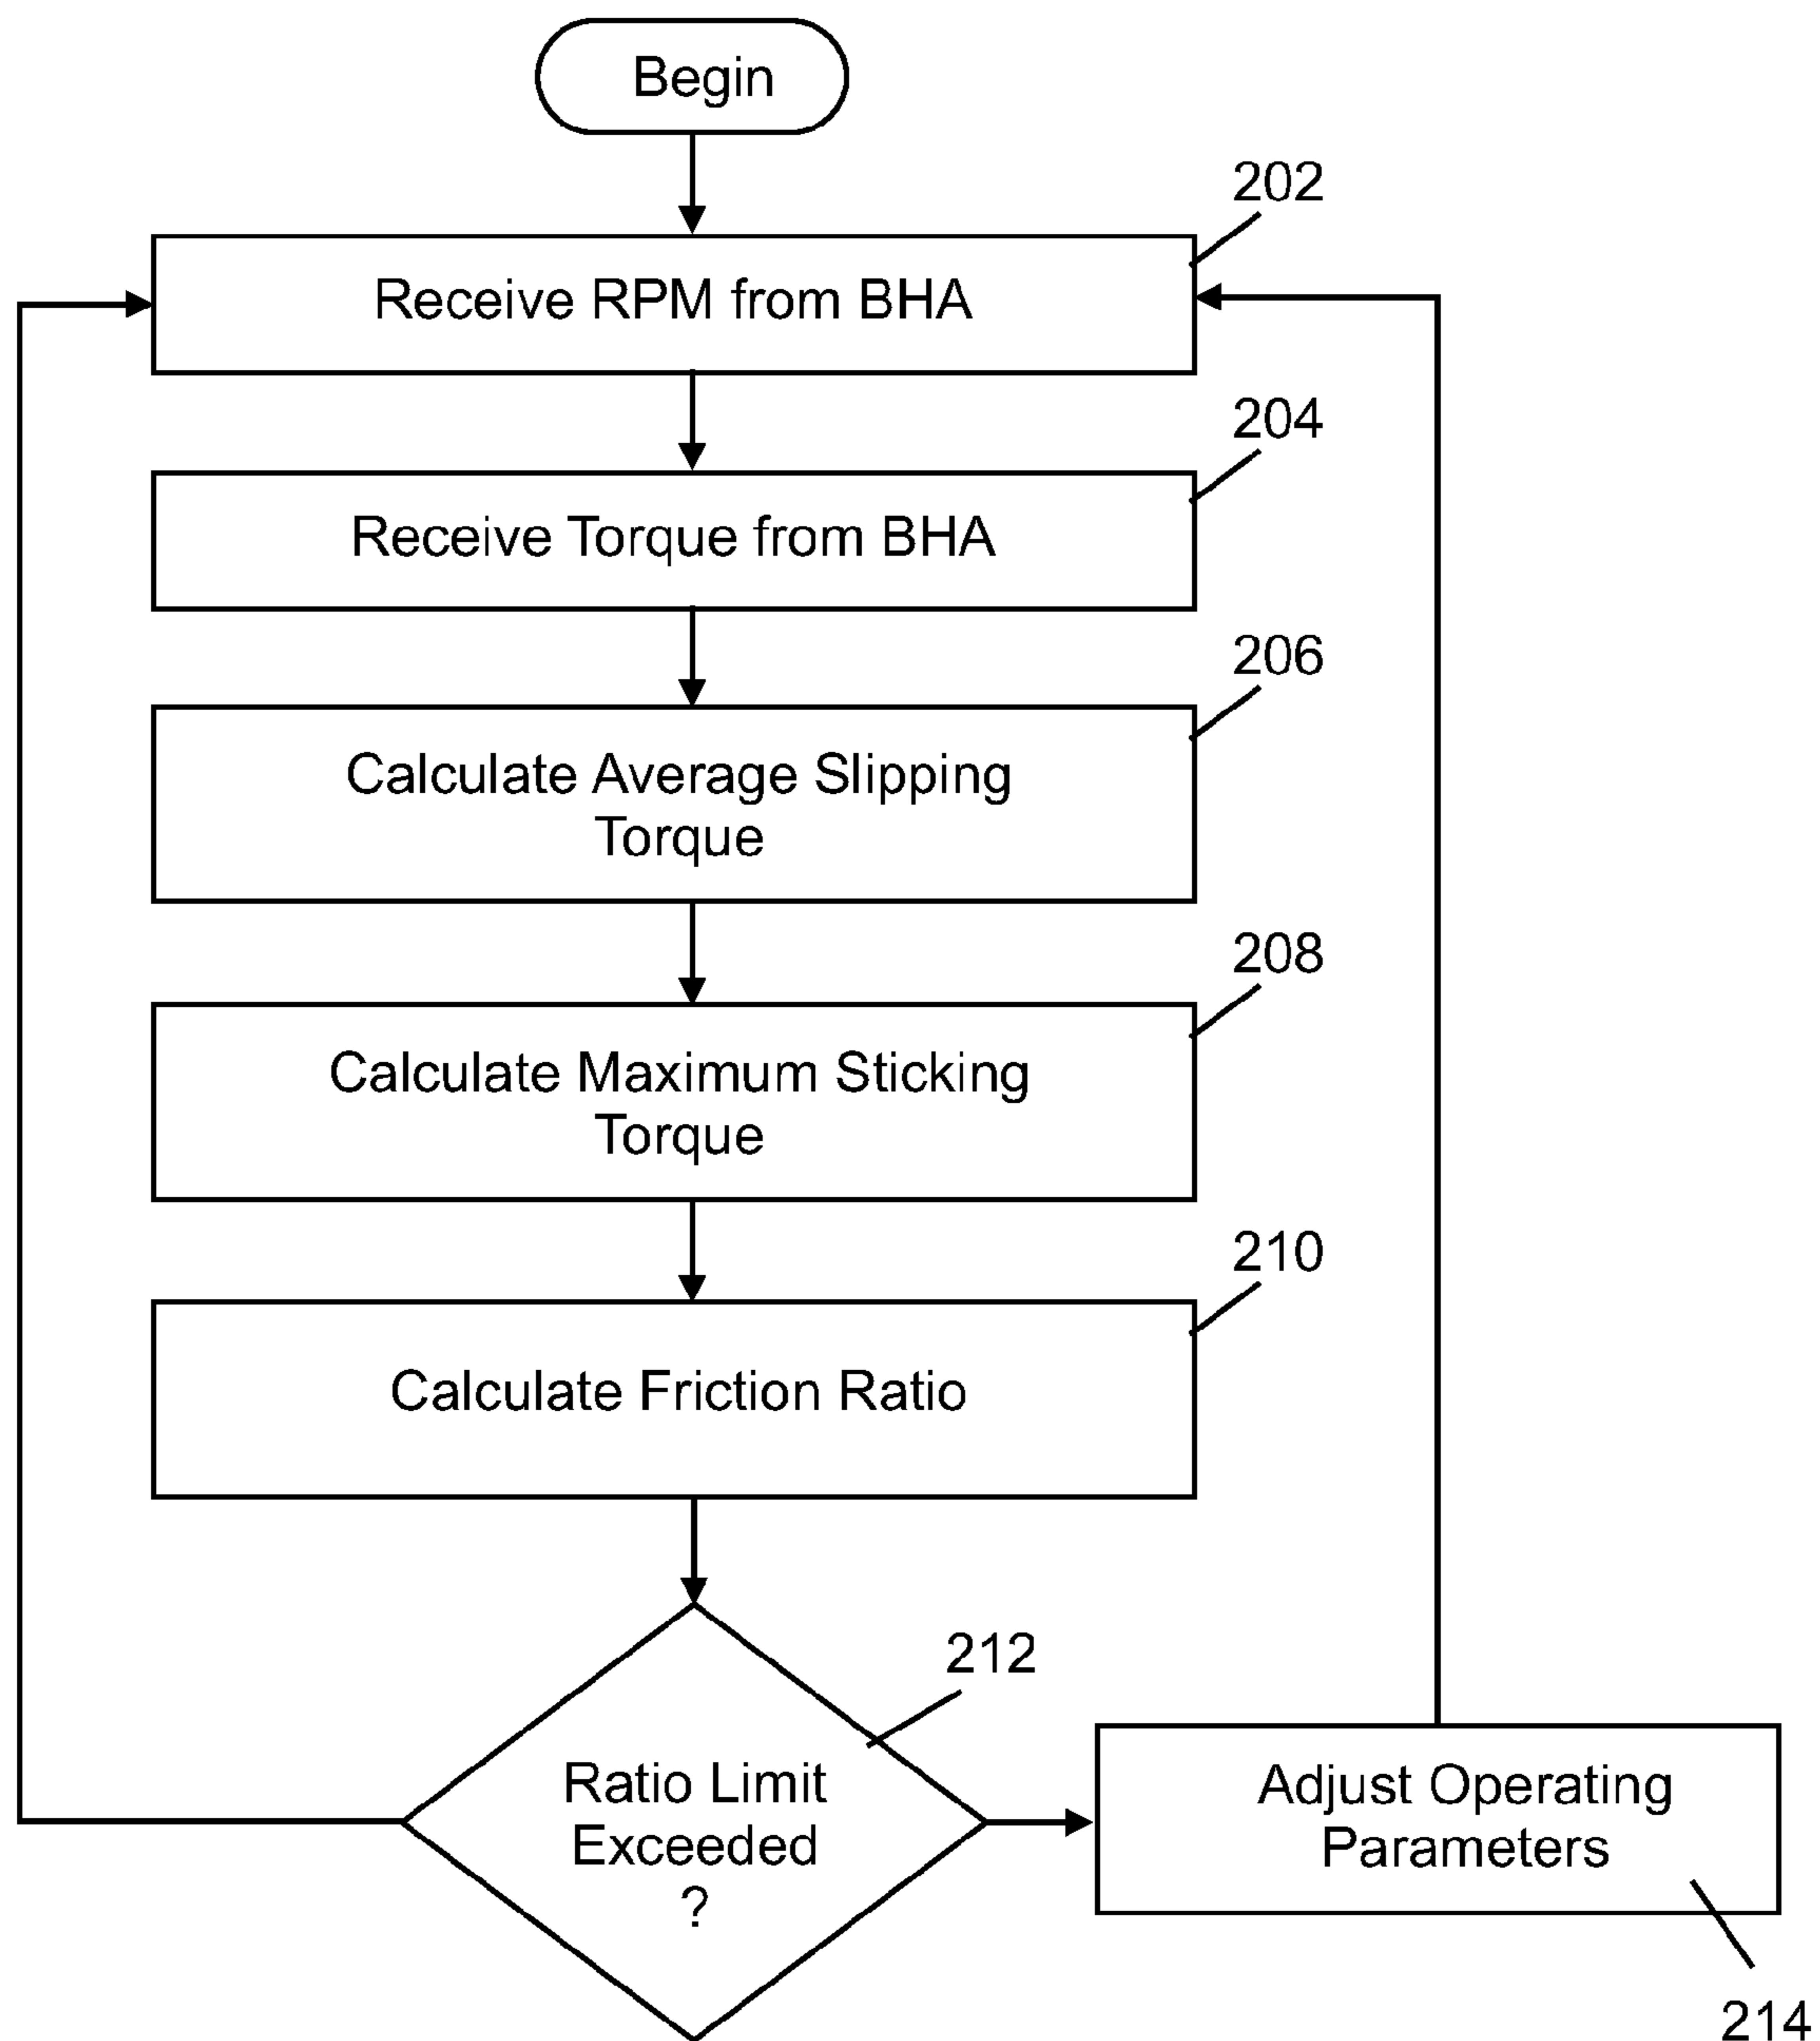 Begin
202
Receive RPM from BHA
204
Receive Torque from BHA
206
Calculate Average Slipping
Torque
208
Calculate Maximum Sticking
Torque
210
Calculate Friction Ratio
212
Ratio Limit
Exceeded
?
Adjust Operating
Parameters
214